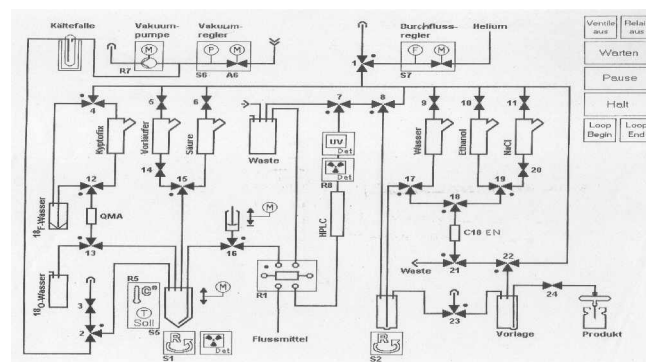 Kältefalle
Vakuum-
pumpe
Vakuum-
regler
Durchfluss-
regler
Helium
Ventile
aus
Relais
aus
Warten
Pause
Halt
Loop
Begin
Loop
End
M
R7
P
M
S6
A6
1
F
M
S7
4
5
6
7
8
9
10
11
Kyptofix
Vorläufer
Säure
Waste
UV
Det
Det
R8
HPLC
Wasser
Ethanol
NaCl
12
14
15
17
18
19
20
QMA
18F-Wasser
13
M
16
C18 EN
Waste
21
22
18O-Wasser
3
2
R5
C°
T
Soll
S5
M
R1
Flussmittel
S1
Det
S2
23
24
Vorlage
Produkt